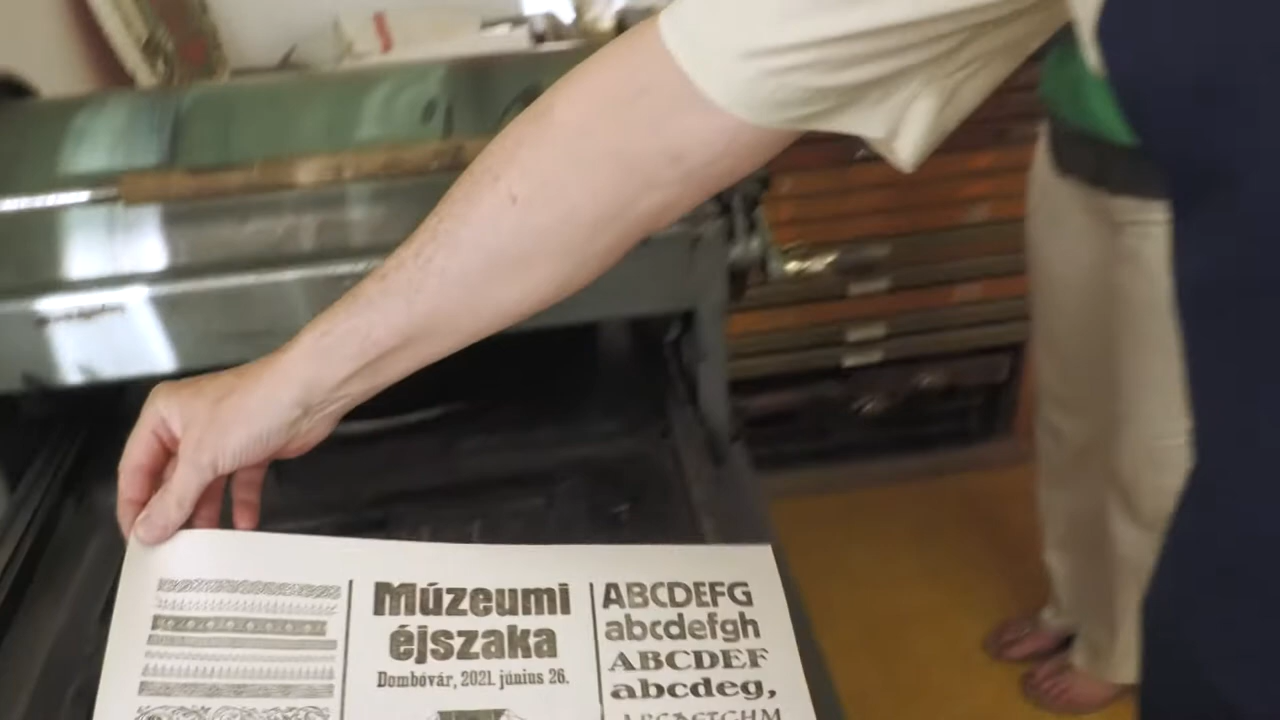 Múzeumi
éjszaka
Dombóvár, 2021. június 26.
ABCDEFG
abcdefgh
ABCDEF
abcdeg,